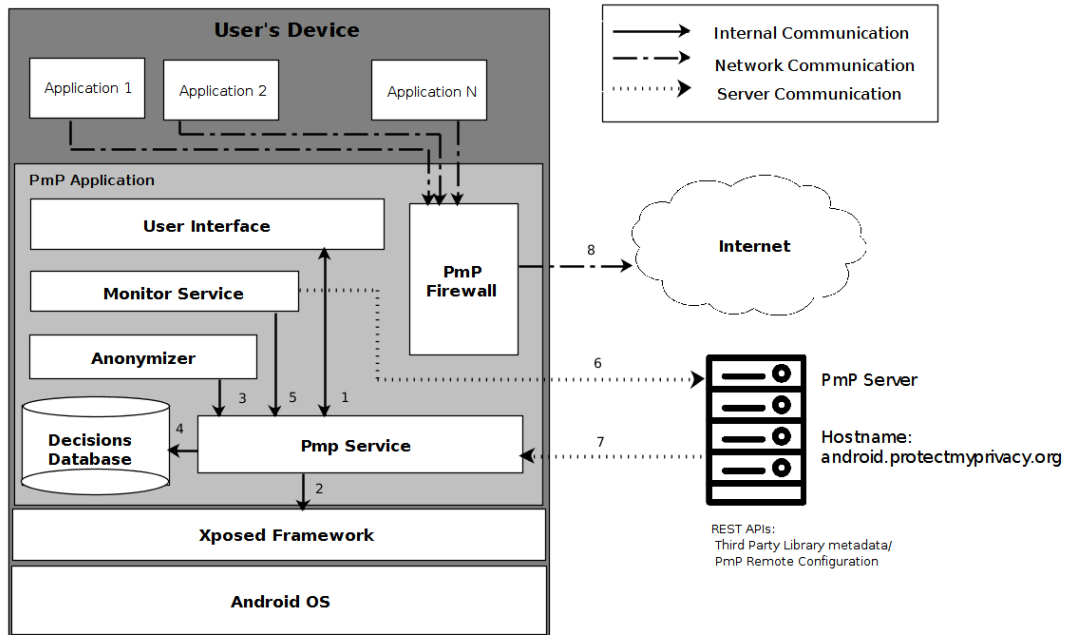 User's Device
Application 1
Application 2
Application N
PmP Application
User Interface
Monitor Service
Anonymizer
Decisions
Database
Pmp Service
PmP
Firewall
Xposed Framework
Android OS
3
5
1
4
2
8
6
7
Internal Communication
Network Communication
Server Communication
Internet
PmP Server
Hostname:
android.protectmyprivacy.org
REST APIs:
Third Party Library metadata/
PmP Remote Configuration